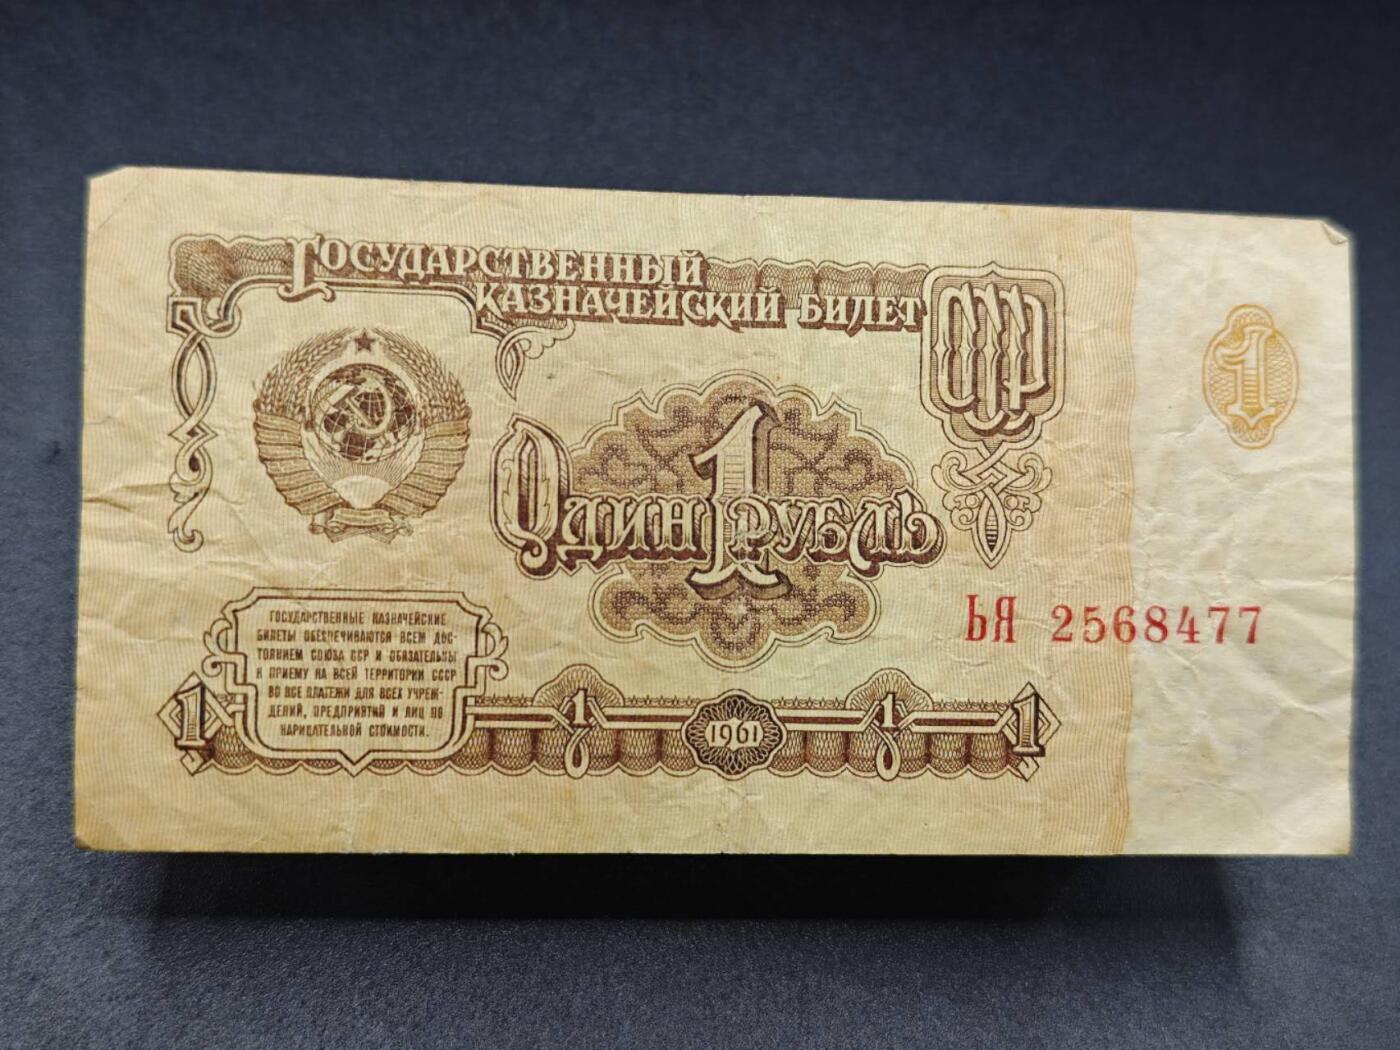 ГОСУДАРСТВЕННЫЙ
КАЗНАЧЕЙСКИЙ БИЛЕТ
СССР
1
1
ОДИН РУБЛЬ
ЬЯ 2568477
ГОСУДАРСТВЕННЫЕ КАЗНАЧЕЙСКИЕ
БИЛЕТЫ ОБЕСПЕЧИВАЮТСЯ ВСЕМ ДОС-
ТОЯНИЕМ СОЮЗА ССР И ОБЯЗАТЕЛЬНЫ
К ПРИЕМУ НА ВСЕЙ ТЕРРИТОРИИ СССР
ВО ВСЕ ПЛАТЕЖИ ДЛЯ ВСЕХ УЧРЕЖ-
ДЕНИЙ, ПРЕДПРИЯТИЙ И ЛИЦ ПО
НАРИЦАТЕЛЬНОЙ СТОИМОСТИ.
1 1 1961 1 1